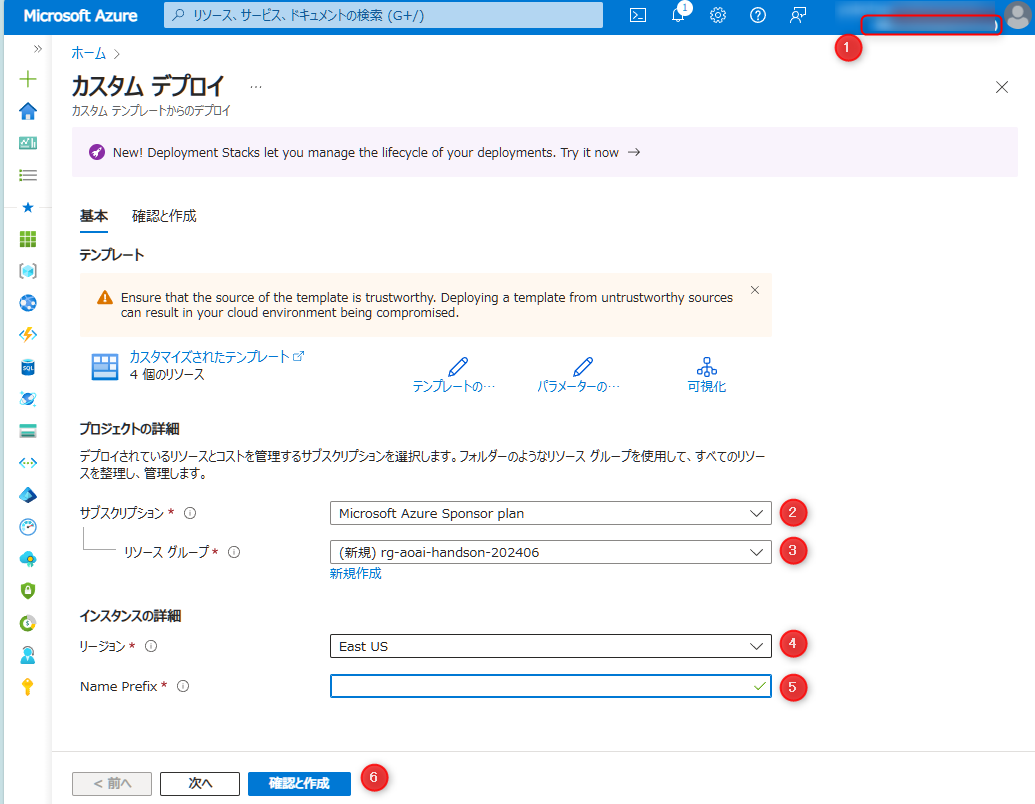 Microsoft Azure
リソース、サービス、ドキュメントの検索 (G+/)
1
)
1
ホーム
カスタム デプロイ
...
カスタム テンプレートからのデプロイ
New! Deployment Stacks let you manage the lifecycle of your deployments. Try it now →
基本 確認と作成
テンプレート
Ensure that the source of the template is trustworthy. Deploying a template from untrustworthy sources
can result in your cloud environment being compromised.
カスタマイズされたテンプレート
4 個のリソース
テンプレートの…
パラメーターの…
可視化
プロジェクトの詳細
デプロイされているリソースとコストを管理するサブスクリプションを選択します。フォルダーのようなリソース グループを使用して、すべてのリソー
スを整理し、管理します。
サブスクリプション *
Microsoft Azure Sponsor plan
2
リソース グループ *
(新規) rg-aoai-handson-202406
3
新規作成
インスタンスの詳細
リージョン *
East US
4
Name Prefix *
5
< 前へ
次へ
確認と作成
6
SQL